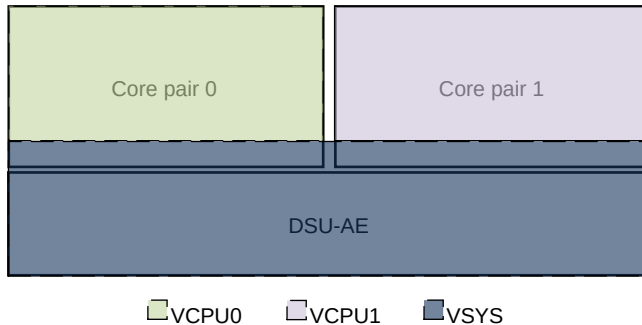 Core pair 0
Core pair 1
DSU-AE
VCPU0
VCPU1
VSYS